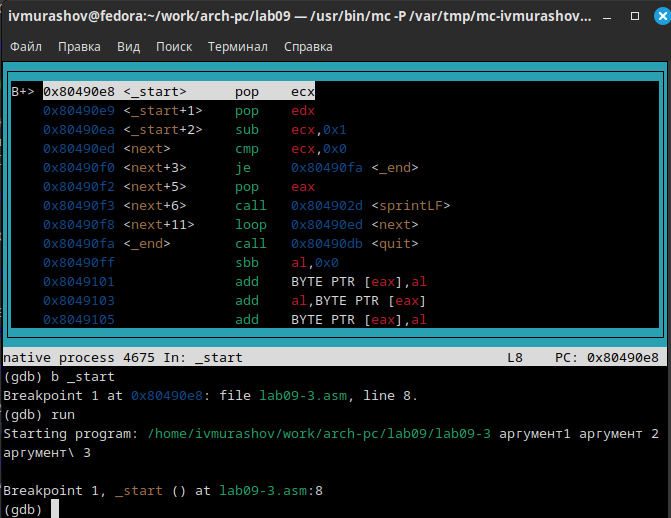 ivmurashov@fedora:~/work/arch-pc/lab09 — /usr/bin/mc -P /var/tmp/mc-ivmurashov...
Файл Правка Вид Поиск Терминал Справка
B+> 0x80490e8 <_start> pop ecx
0x80490e9 <_start+1> pop edx
0x80490ea <_start+2> sub ecx,0x1
0x80490ed <next> cmp ecx,0x0
0x80490f0 <next+3> je 0x80490fa <_end>
0x80490f2 <next+5> pop eax
0x80490f3 <next+6> call 0x804902d <sprintLF>
0x80490f8 <next+11> loop 0x80490ed <next>
0x80490fa <_end> call 0x80490db <quit>
0x80490ff sbb al,0x0
0x8049101 add BYTE PTR [eax],al
0x8049103 add al,BYTE PTR [eax]
0x8049105 add BYTE PTR [eax],al
native process 4675 In: _start L8 PC: 0x80490e8
(gdb) b _start
Breakpoint 1 at 0x80490e8: file lab09-3.asm, line 8.
(gdb) run
Starting program: /home/ivmurashov/work/arch-pc/lab09/lab09-3 аргумент1 аргумент 2
аргумент\ 3
Breakpoint 1, _start () at lab09-3.asm:8
(gdb)